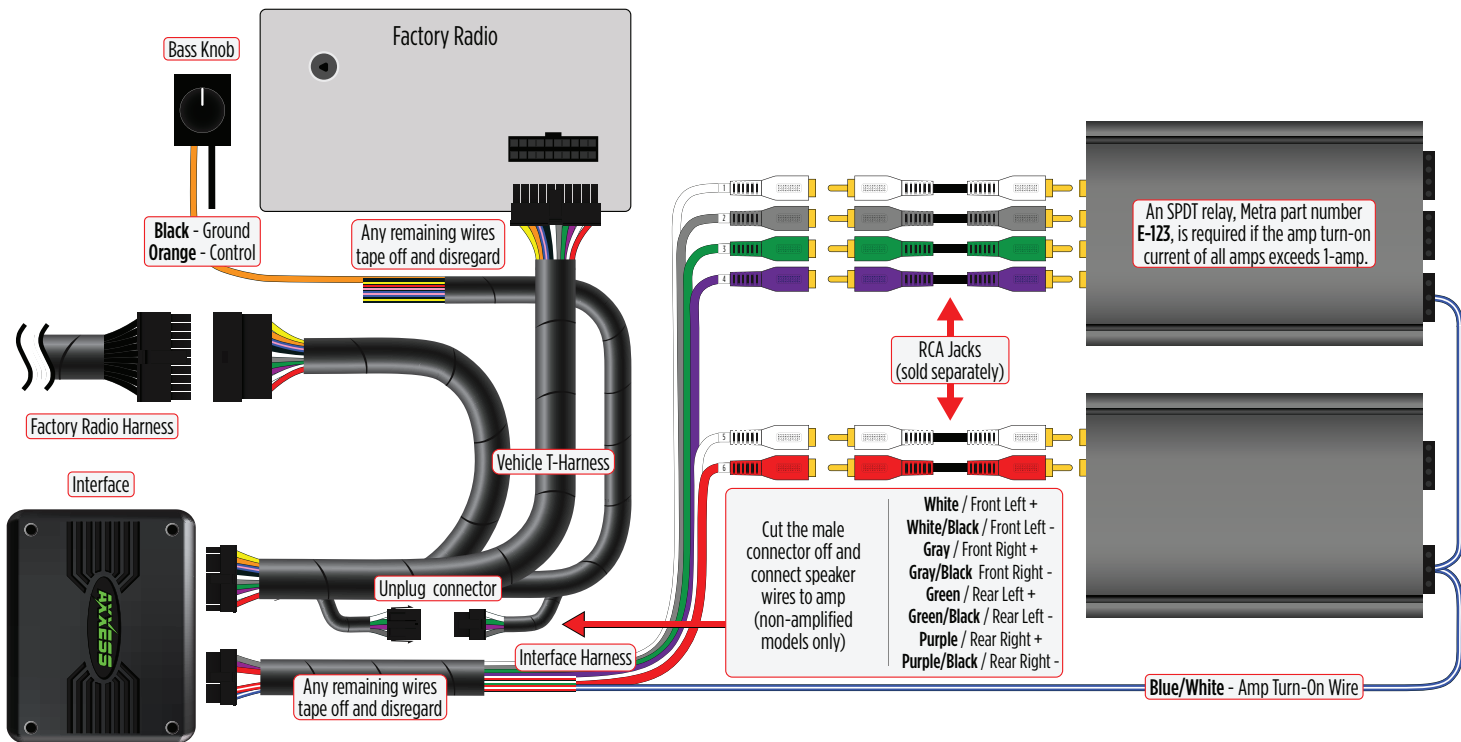 Factory Radio
Bass Knob
Black - Ground
Orange - Control
Any remaining wires
tape off and disregard
Factory Radio Harness
Vehicle T-Harness
Interface
AXXESS
Unplug connector
Interface Harness
Any remaining wires
tape off and disregard
1
2
3
4
RCA Jacks
(sold separately)
5
6
An SPDT relay, Metra part number
E-123, is required if the amp turn-on
current of all amps exceeds 1-amp.
Cut the male
connector off and
connect speaker
wires to amp
(non-amplified
models only)
White / Front Left +
White/Black / Front Left -
Gray / Front Right +
Gray/Black Front Right -
Green / Rear Left +
Green/Black / Rear Left -
Purple / Rear Right +
Purple/Black / Rear Right -
Blue/White - Amp Turn-On Wire